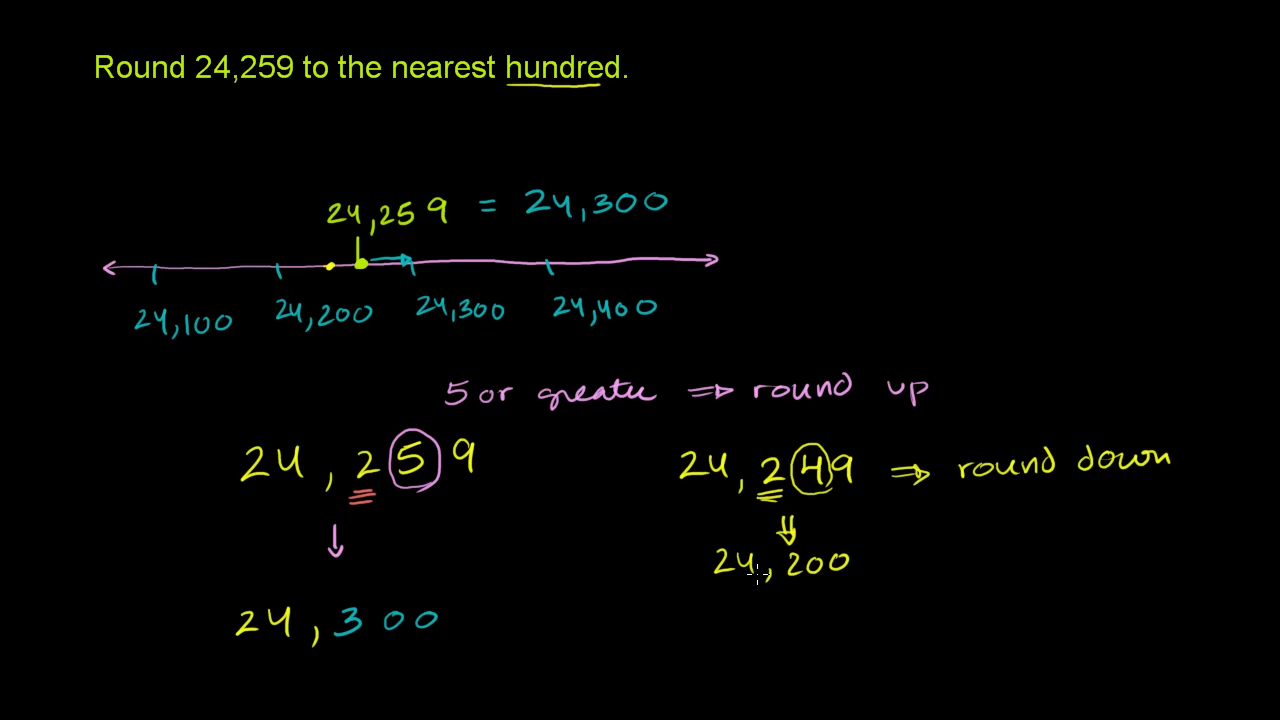 Round 24,259 to the nearest hundred.
24,259 = 24,300
24,100 24,200 24,300 24,400
5 or greater ⇒ round up
24,259
24,249 ⇒ round down
24,200
24,300